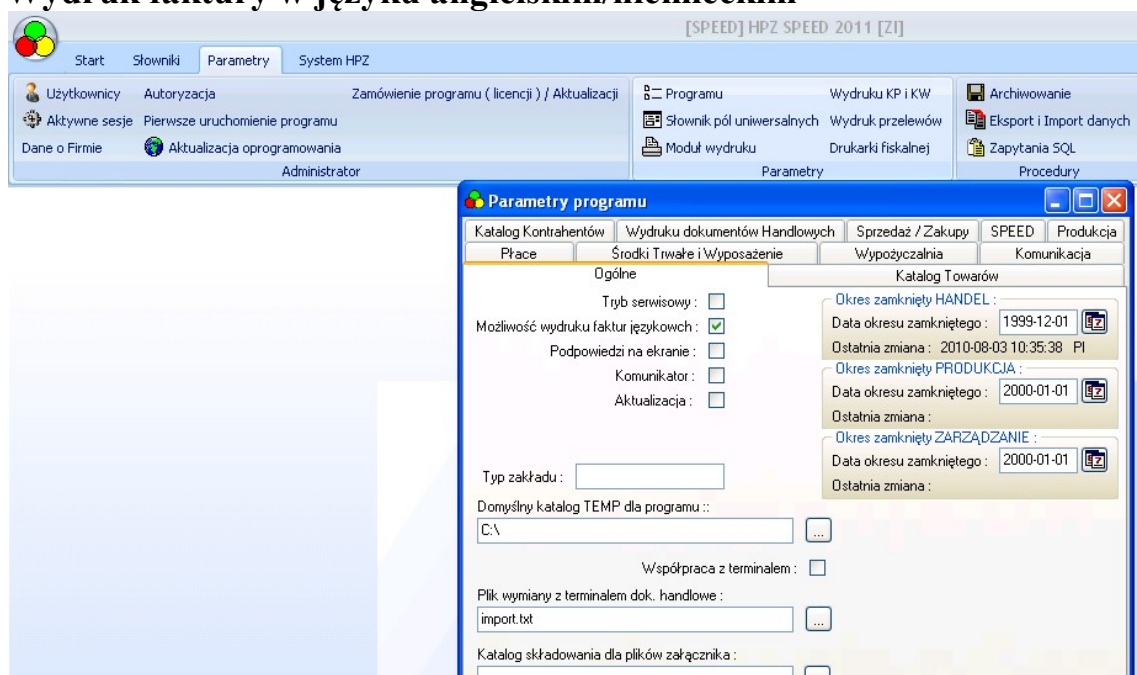 Wydruk faktury w języku angielskim/niemieckim
[SPEED] HPZ SPEED 2011 [ZI]
Start Słowniki Parametry System HPZ
Użytkownicy Autoryzacja Zamówienie programu ( licencji ) / Aktualizacji
Aktywne sesje Pierwsze uruchomienie programu
Dane o Firmie Aktualizacja oprogramowania
Administrator
Programu Wydruku KP i KW
Słownik pól uniwersalnych Wydruk przelewów
Moduł wydruku Drukarki fiskalnej
Parametry
Archiwowanie
Eksport i Import danych
Zapytania SQL
Procedury
Parametry programu
Katalog Kontrahentów Wydruku dokumentów Handlowych Sprzedaż / Zakupy SPEED Produkcja
Płace Środki Trwałe i Wyposażenie Wypożyczalnia Komunikacja
Ogólne Katalog Towarów
Tryb serwisowy :
Możliwość wydruku faktur językowch :
Podpowiedzi na ekranie :
Komunikator :
Aktualizacja :
Okres zamknięty HANDEL :
Data okresu zamkniętego : 1999-12-01
Ostatnia zmiana : 2010-08-03 10:35:38 PI
Okres zamknięty PRODUKCJA :
Data okresu zamkniętego : 2000-01-01
Ostatnia zmiana :
Okres zamknięty ZARZĄDZANIE :
Data okresu zamkniętego : 2000-01-01
Ostatnia zmiana :
Typ zakładu :
Domyślny katalog TEMP dla programu ::
C:\
...
Współpraca z terminalem :
Plik wymiany z terminalem dok. handlowe :
import.txt
...
Katalog składowania dla plików załącznika :